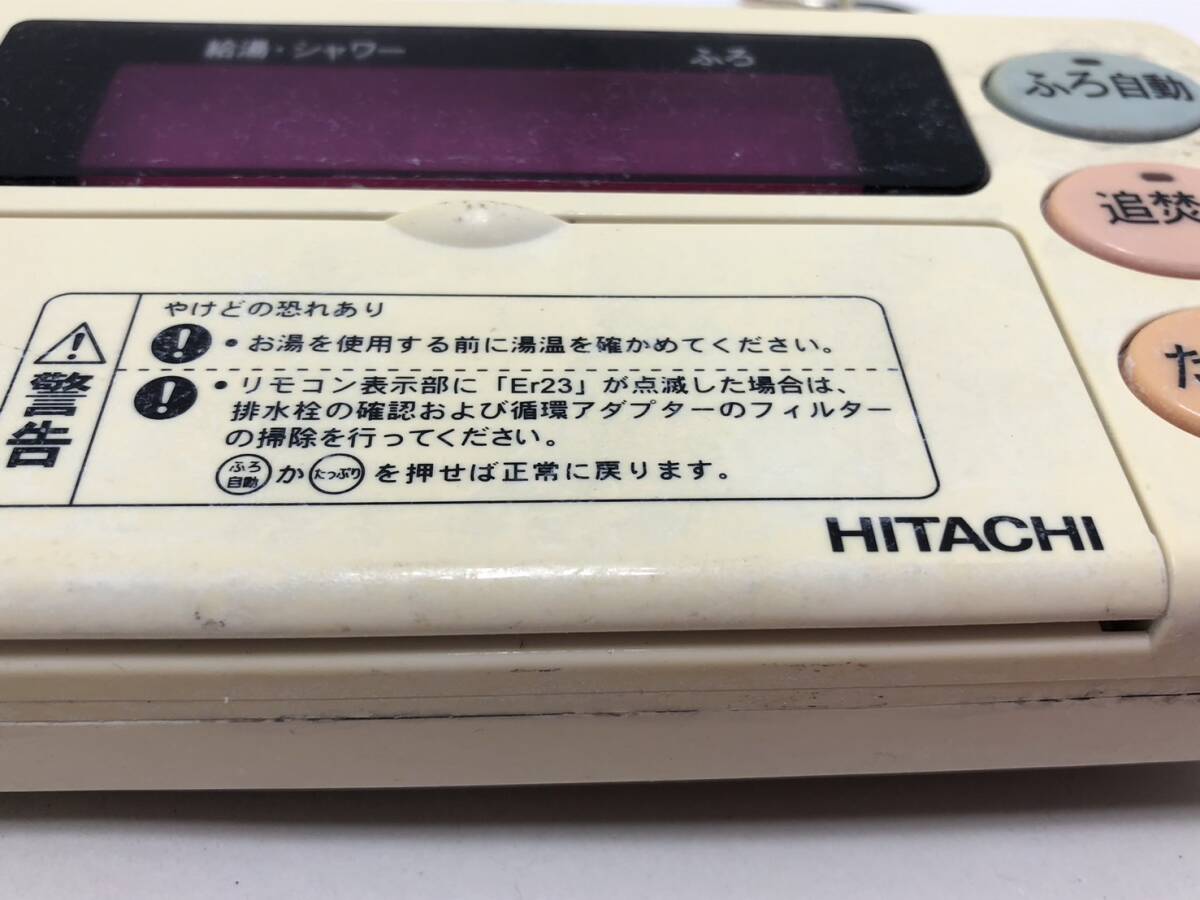 給湯・シャワー ふろ
ふろ自動
追焚
た
警告
やけどの恐れあり
・お湯を使用する前に湯温を確かめてください。
・リモコン表示部に「Er23」が点滅した場合は、
排水栓の確認および循環アダプターのフィルター
の掃除を行ってください。
ふろ自動かたっぷりを押せば正常に戻ります。
HITACHI